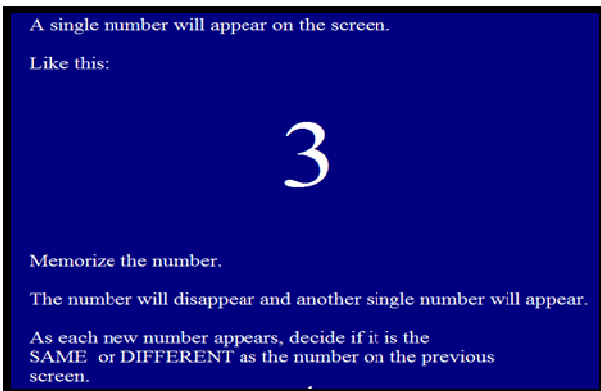 A single number will appear on the screen.
Like this:
3
Memorize the number.
The number will disappear and another single number will appear.
As each new number appears, decide if it is the
SAME or DIFFERENT as the number on the previous
screen.